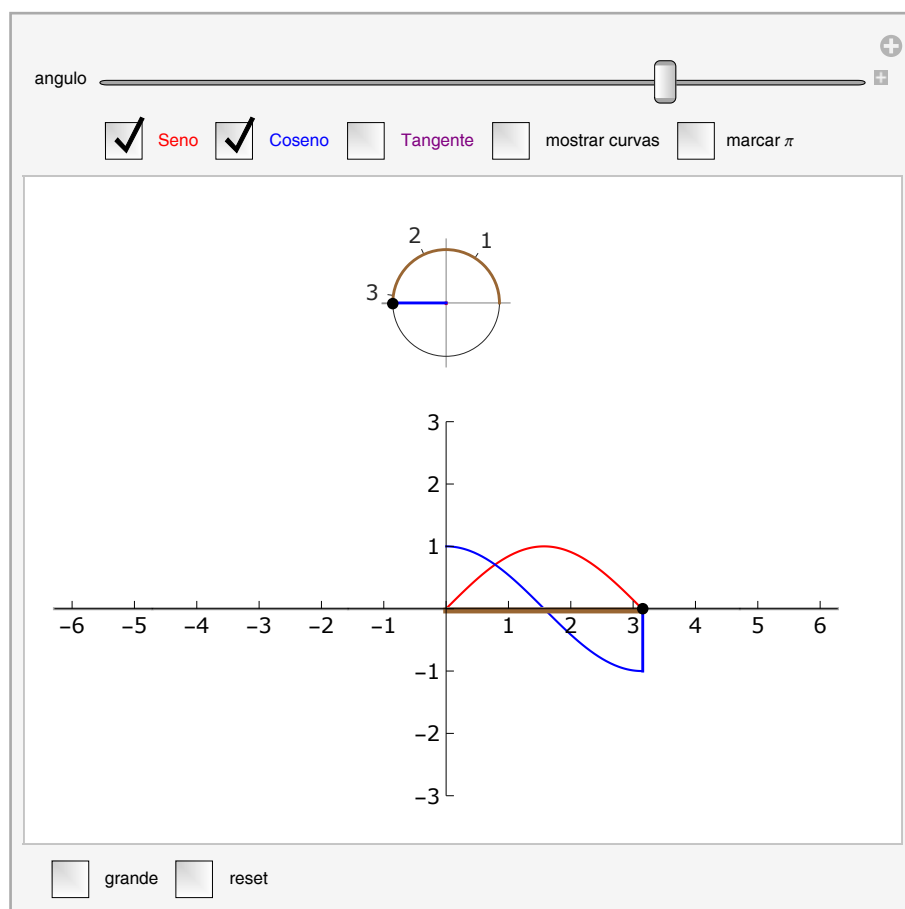 angulo
Seno Coseno Tangente mostrar curvas marcar π
2 1
3
3
2
1
−6 −5 −4 −3 −2 −1 1 2 3 4 5 6
−1
−2
−3
grande reset